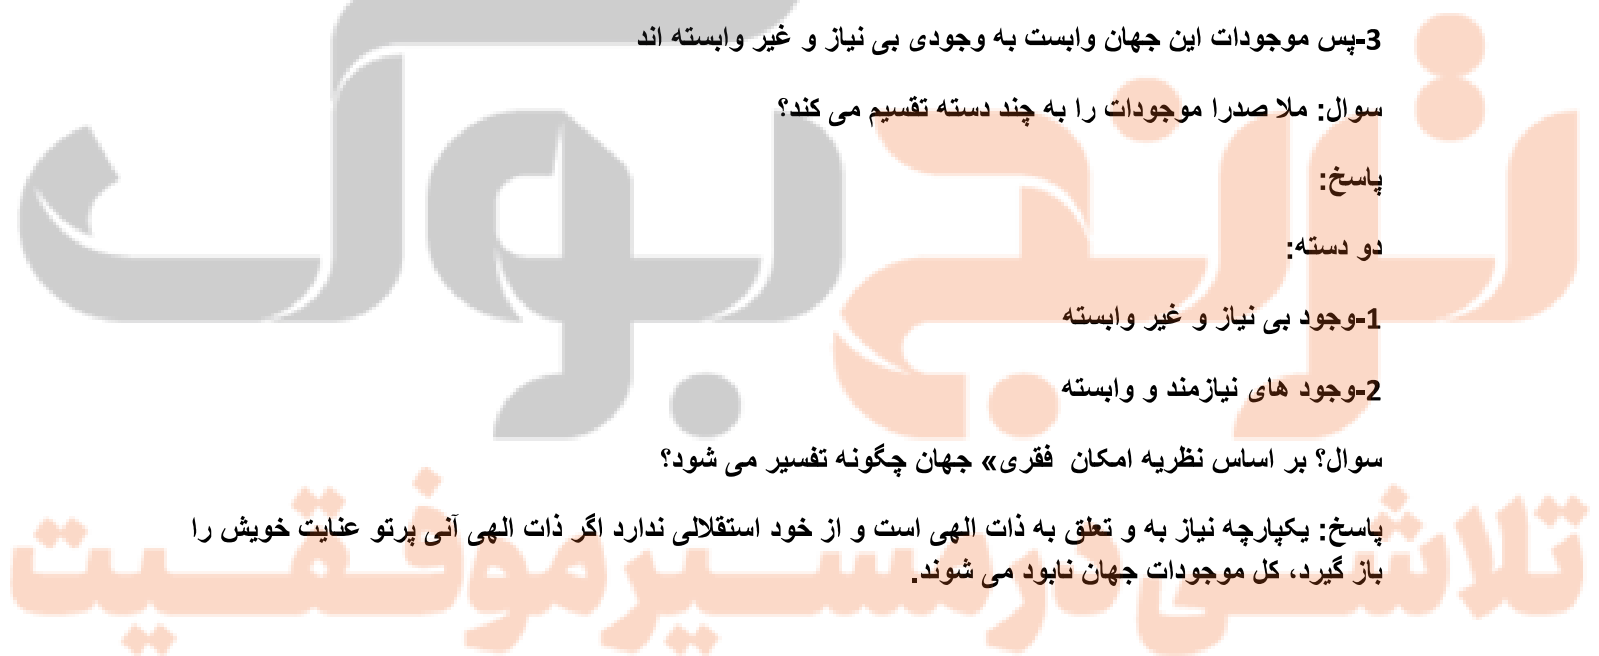 3-پس موجودات این جهان وابست به وجودی بی نیاز و غیر وابسته اند
سوال: ملا صدرا موجودات را به چند دسته تقسیم می کند؟
پاسخ:
دو دسته:
1-وجود بی نیاز و غیر وابسته
2-وجود های نیازمند و وابسته
سوال؟ بر اساس نظریه امکان فقری» جهان چگونه تفسیر می شود؟
پاسخ: یکپارچه نیاز به و تعلق به ذات الهی است و از خود استقلالی ندارد اگر ذات الهی آنی پرتو عنایت خویش را
باز گیرد، کل موجودات جهان نابود می شوند.
ترنج بوک
تلاشی در مسیر موفقیت